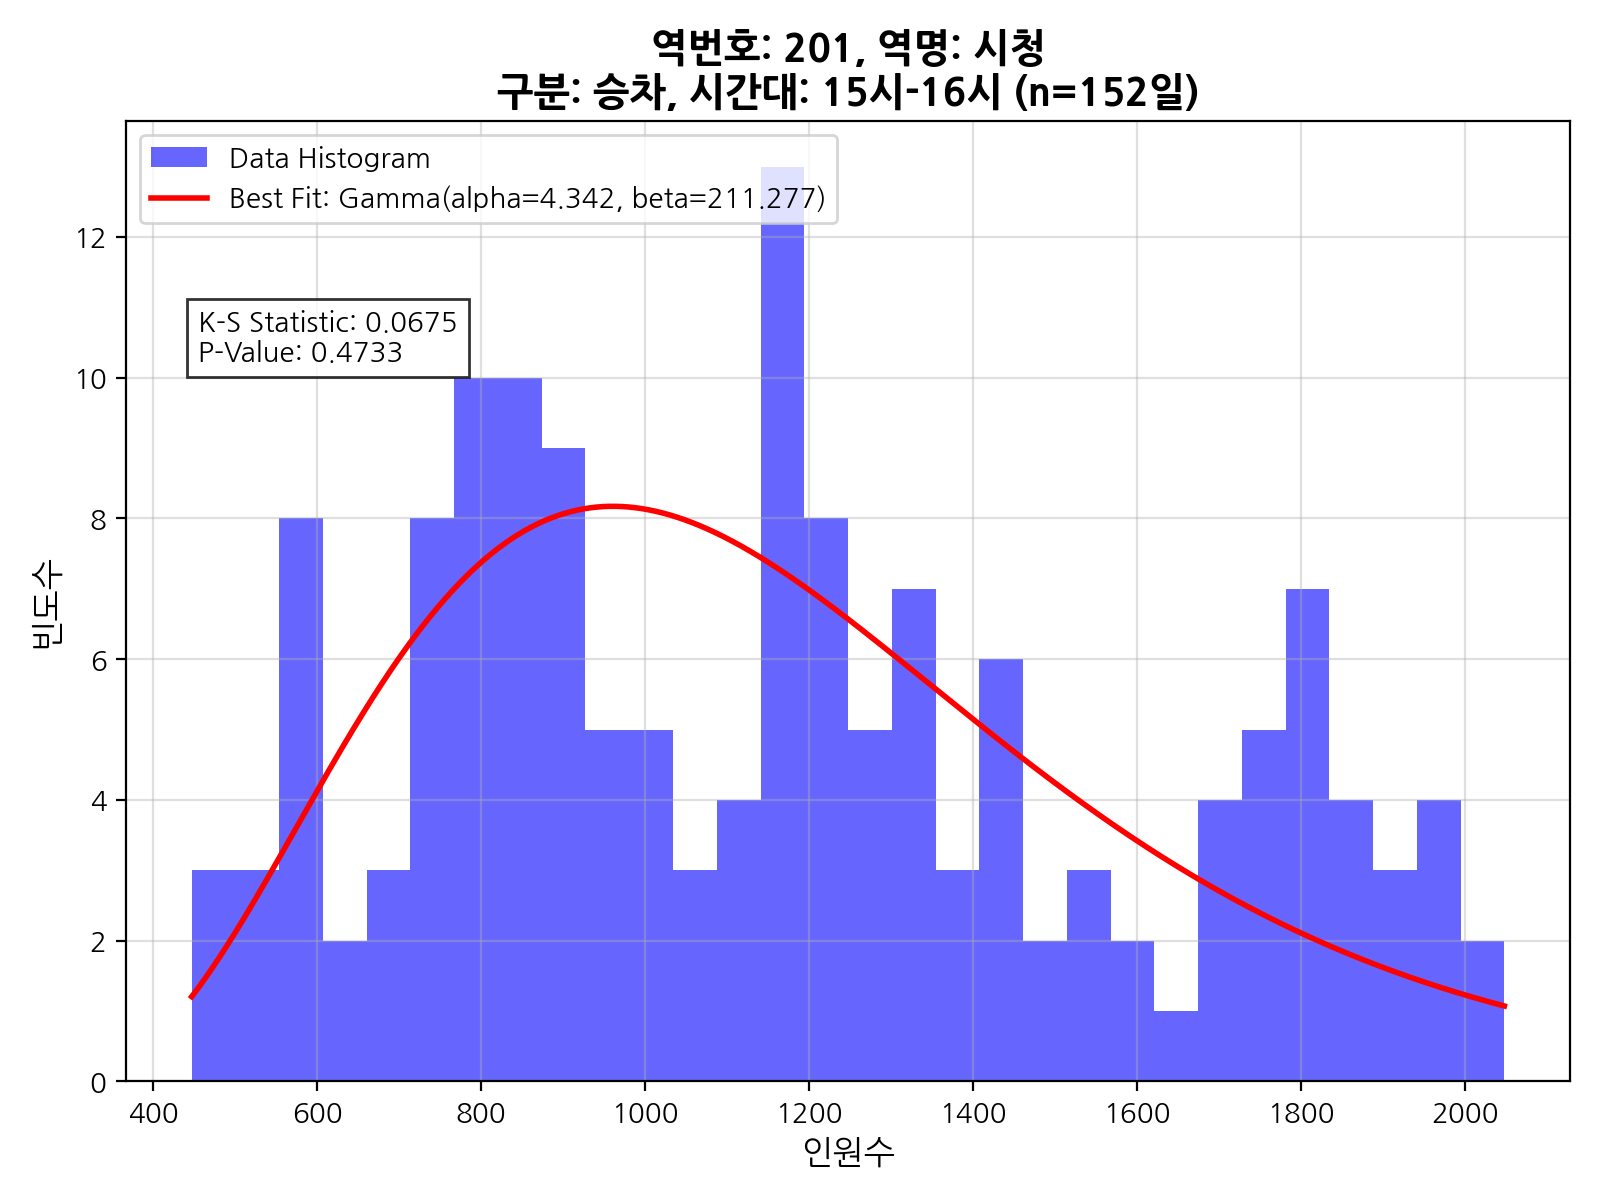 역번호: 201, 역명: 시청
구분: 승차, 시간대: 15시-16시 (n=152일)
Data Histogram
Best Fit: Gamma(alpha=4.342, beta=211.277)
K-S Statistic: 0.0675
P-Value: 0.4733
빈도수
12
10
8
6
4
2
0
400 600 800 1000 1200 1400 1600 1800 2000
인원수